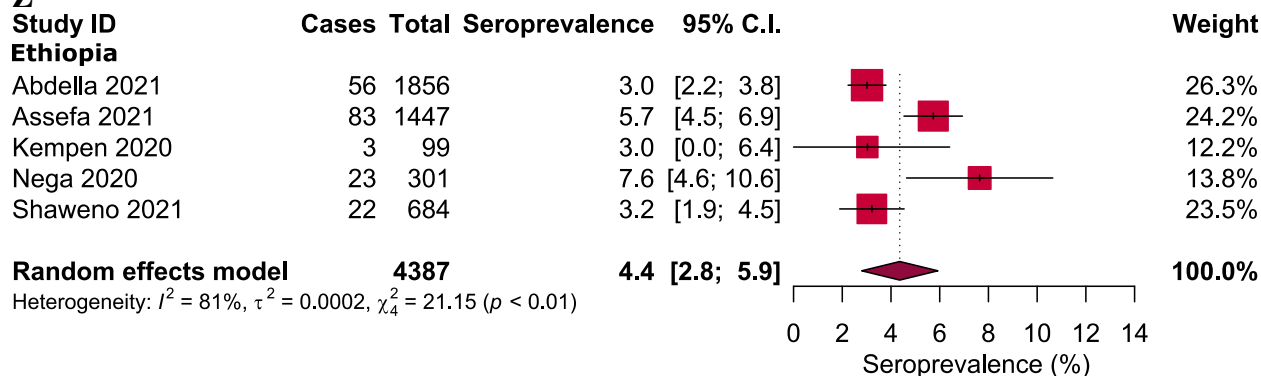 Study ID Cases Total Seroprevalence 95% C.I. Weight
Ethiopia
Abdella 2021 56 1856 3.0 [2.2; 3.8] 26.3%
Assefa 2021 83 1447 5.7 [4.5; 6.9] 24.2%
Kempen 2020 3 99 3.0 [0.0; 6.4] 12.2%
Nega 2020 23 301 7.6 [4.6; 10.6] 13.8%
Shaweno 2021 22 684 3.2 [1.9; 4.5] 23.5%
Random effects model 4387 4.4 [2.8; 5.9] 100.0%
Heterogeneity: I² = 81%, τ² = 0.0002, χ²₄ = 21.15 (p < 0.01)
0 2 4 6 8 10 12 14
Seroprevalence (%)